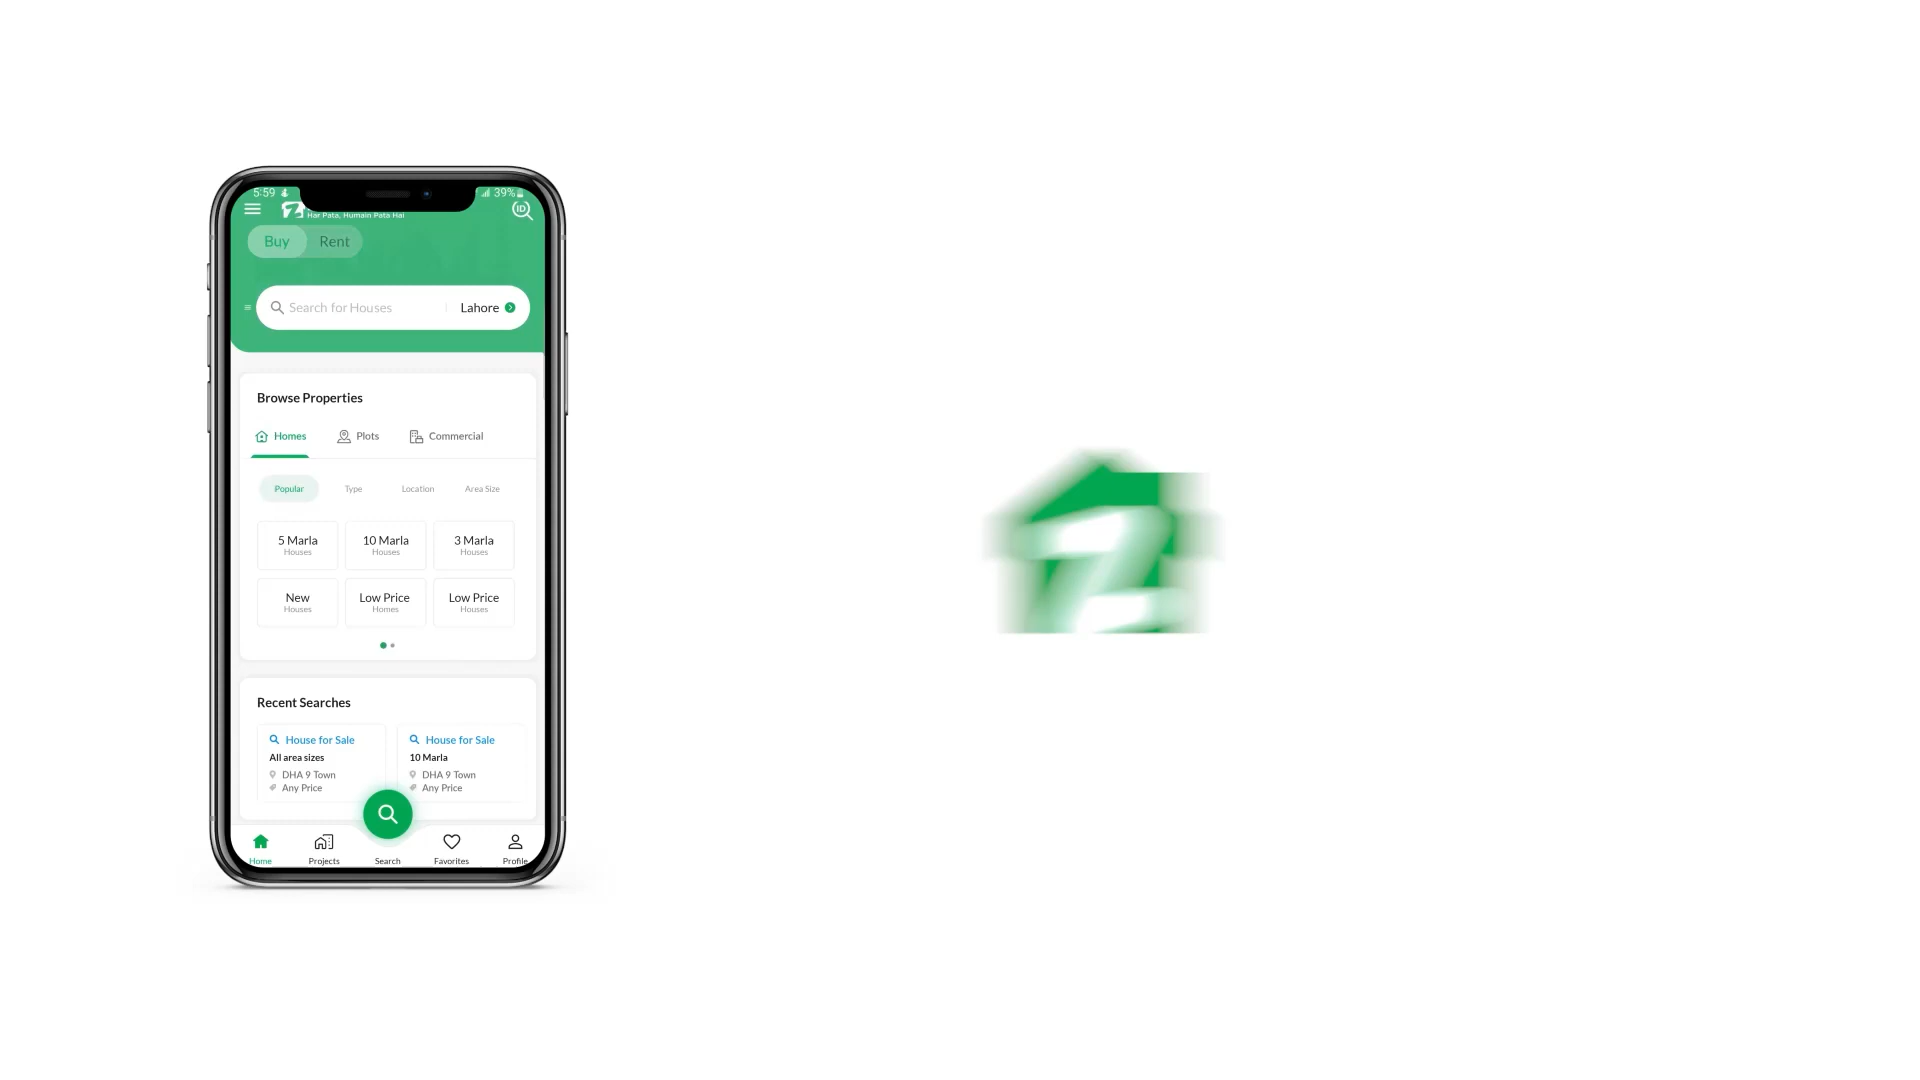 5:59
39%
Har Pata, Humain Pata Hai
ID
Buy Rent
Search for Houses Lahore
Browse Properties
Homes Plots Commercial
Popular Type Location Area Size
5 Marla 10 Marla 3 Marla
Houses Houses Houses
New Low Price Low Price
Houses Homes Houses
Recent Searches
House for Sale House for Sale
All area sizes 10 Marla
DHA 9 Town DHA 9 Town
Any Price Any Price
Home Projects Search Favorites Profile
Z